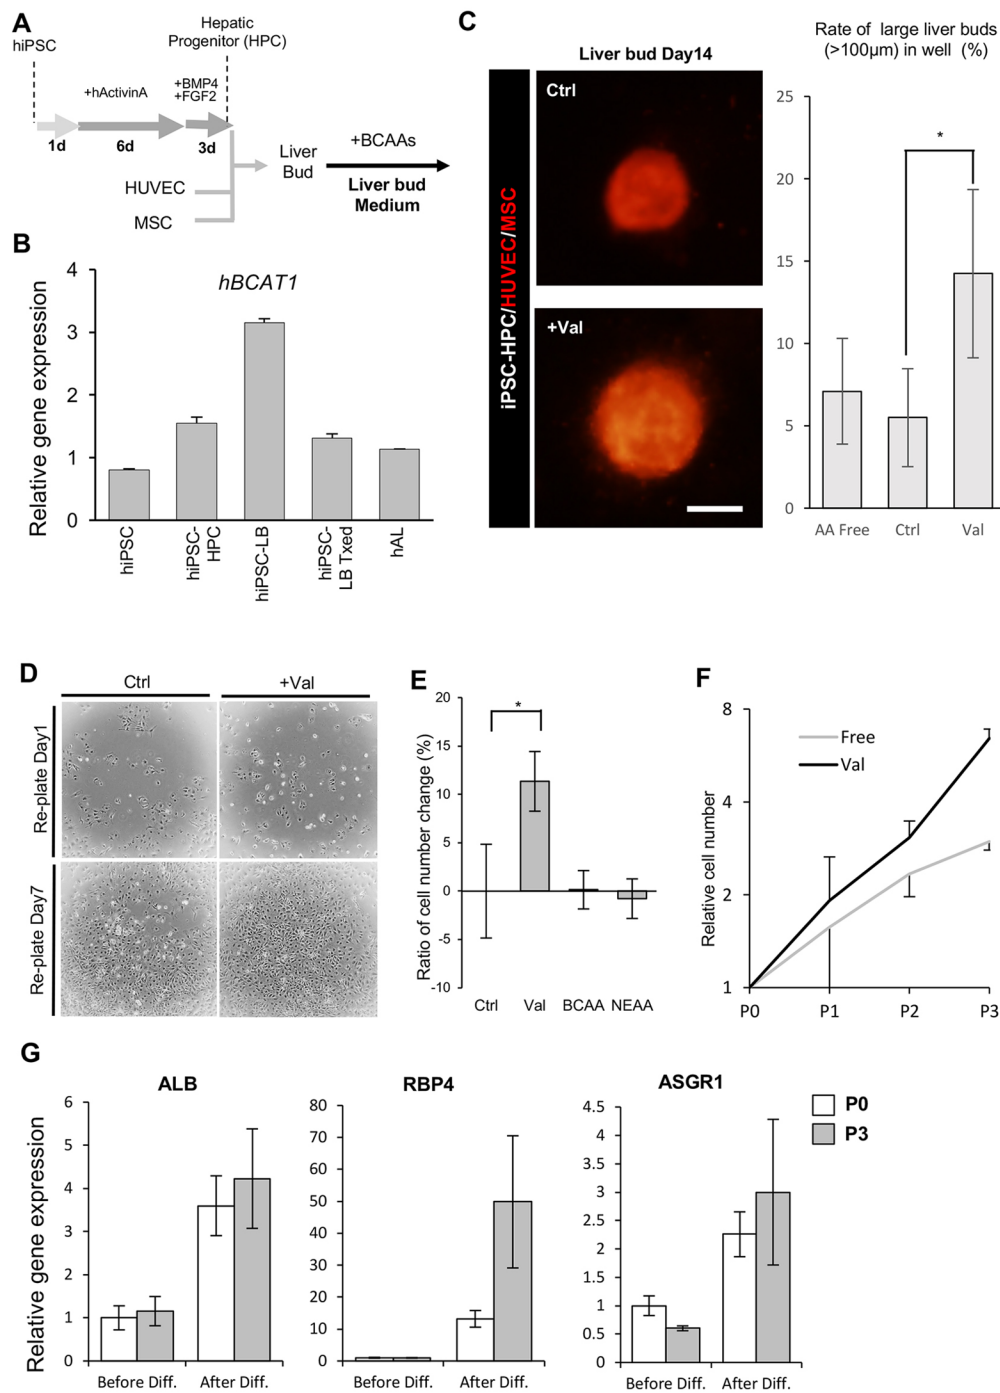 A
hiPSC
Hepatic
Progenitor (HPC)
+hActivinA
+BMP4
+FGF2
1d
6d
3d
HUVEC
MSC
Liver
Bud
+BCAAs
Liver bud
Medium
B
hBCAT1
Relative gene expression
4
3
2
1
0
hiPSC
hiPSC-
HPC
hiPSC-LB
hiPSC-
LB Txed
hAL
C
Liver bud Day14
iPSC-HPC/HUVEC/MSC
Ctrl
+Val
Rate of large liver buds
(>100μm) in well (%)
25
20
15
10
5
0
*
AA Free
Ctrl
Val
D
Ctrl
+Val
Re-plate Day1
Re-plate Day7
E
Ratio of cell number change (%)
20
15
10
5
0
-5
-10
*
Ctrl
Val
BCAA
NEAA
F
Relative cell number
8
4
2
1
Free
Val
P0
P1
P2
P3
G
Relative gene expression
ALB
6
5
4
3
2
1
0
Before Diff.
After Diff.
RBP4
80
70
60
50
40
30
20
10
0
Before Diff.
After Diff.
ASGR1
4.5
4
3.5
3
2.5
2
1.5
1
0.5
0
Before Diff.
After Diff.
P0
P3